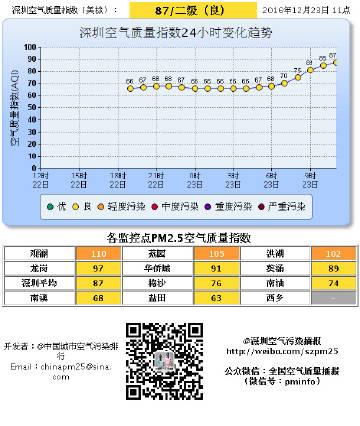 深圳空气质量指数（美标） 87/二级（良） 2016年12月23日 11点
深圳空气质量指数24小时变化趋势
空气质量指数(AQI)
100
90
80
70
60
50
40
30
20
10
0
66 67 68 68 67 66 66 66 66 66 67 68 70 75 81 85 87
12时 15时 18时 21时 0时 3时 6时 9时
22日 22日 22日 22日 23日 23日 23日 23日
优 良 轻度污染 中度污染 重度污染 严重污染
各监控点PM2.5空气质量指数
观澜 110 荔园 105 洪湖 102
龙岗 97 华侨城 91 葵涌 89
深圳平均 87 梅沙 76 南油 74
南澳 68 盐田 63 西乡 -
开发者：@中国城市空气污染排
行
Email：chinapm25@sina.
com
@深圳空气污染播报
http://weibo.com/szpm25
公众微信：全国空气质量播报
（微信号：pminfo）